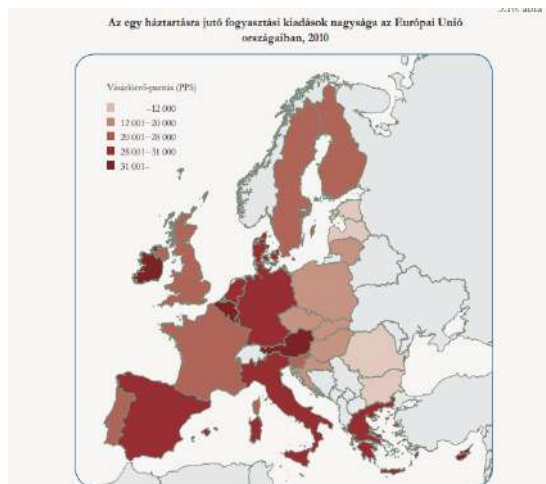 Az egy háztartásra jutó fogyasztási kiadások nagysága az Európai Unió
országaiban, 2010
Vásárlóerő-paritás (PPS)
–12 000
12 001–20 000
20 001–28 000
28 001–31 000
31 001–